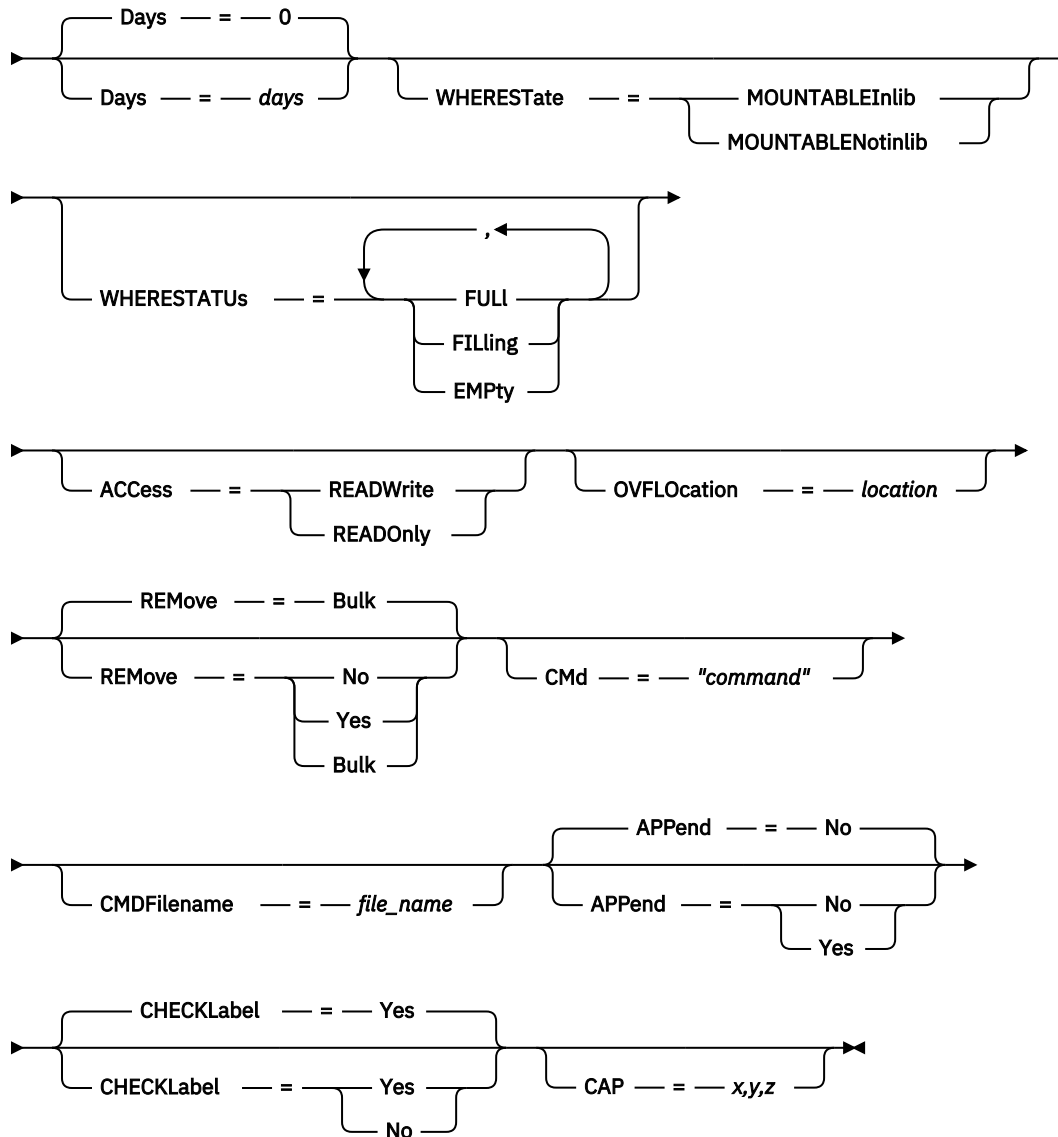 Days = 0
Days = days
WHERESTate = MOUNTABLEInlib
MOUNTABLENotinlib
,
WHERESTATUs = FULl
FILling
EMPty
ACCess = READWrite
READOnly
OVFLOcation = location
REMove = Bulk
REMove = No
Yes
Bulk
CMd = "command"
CMDFilename = file_name
APPend = No
APPend = No
Yes
CHECKLabel = Yes
CHECKLabel = Yes
No
CAP = x,y,z